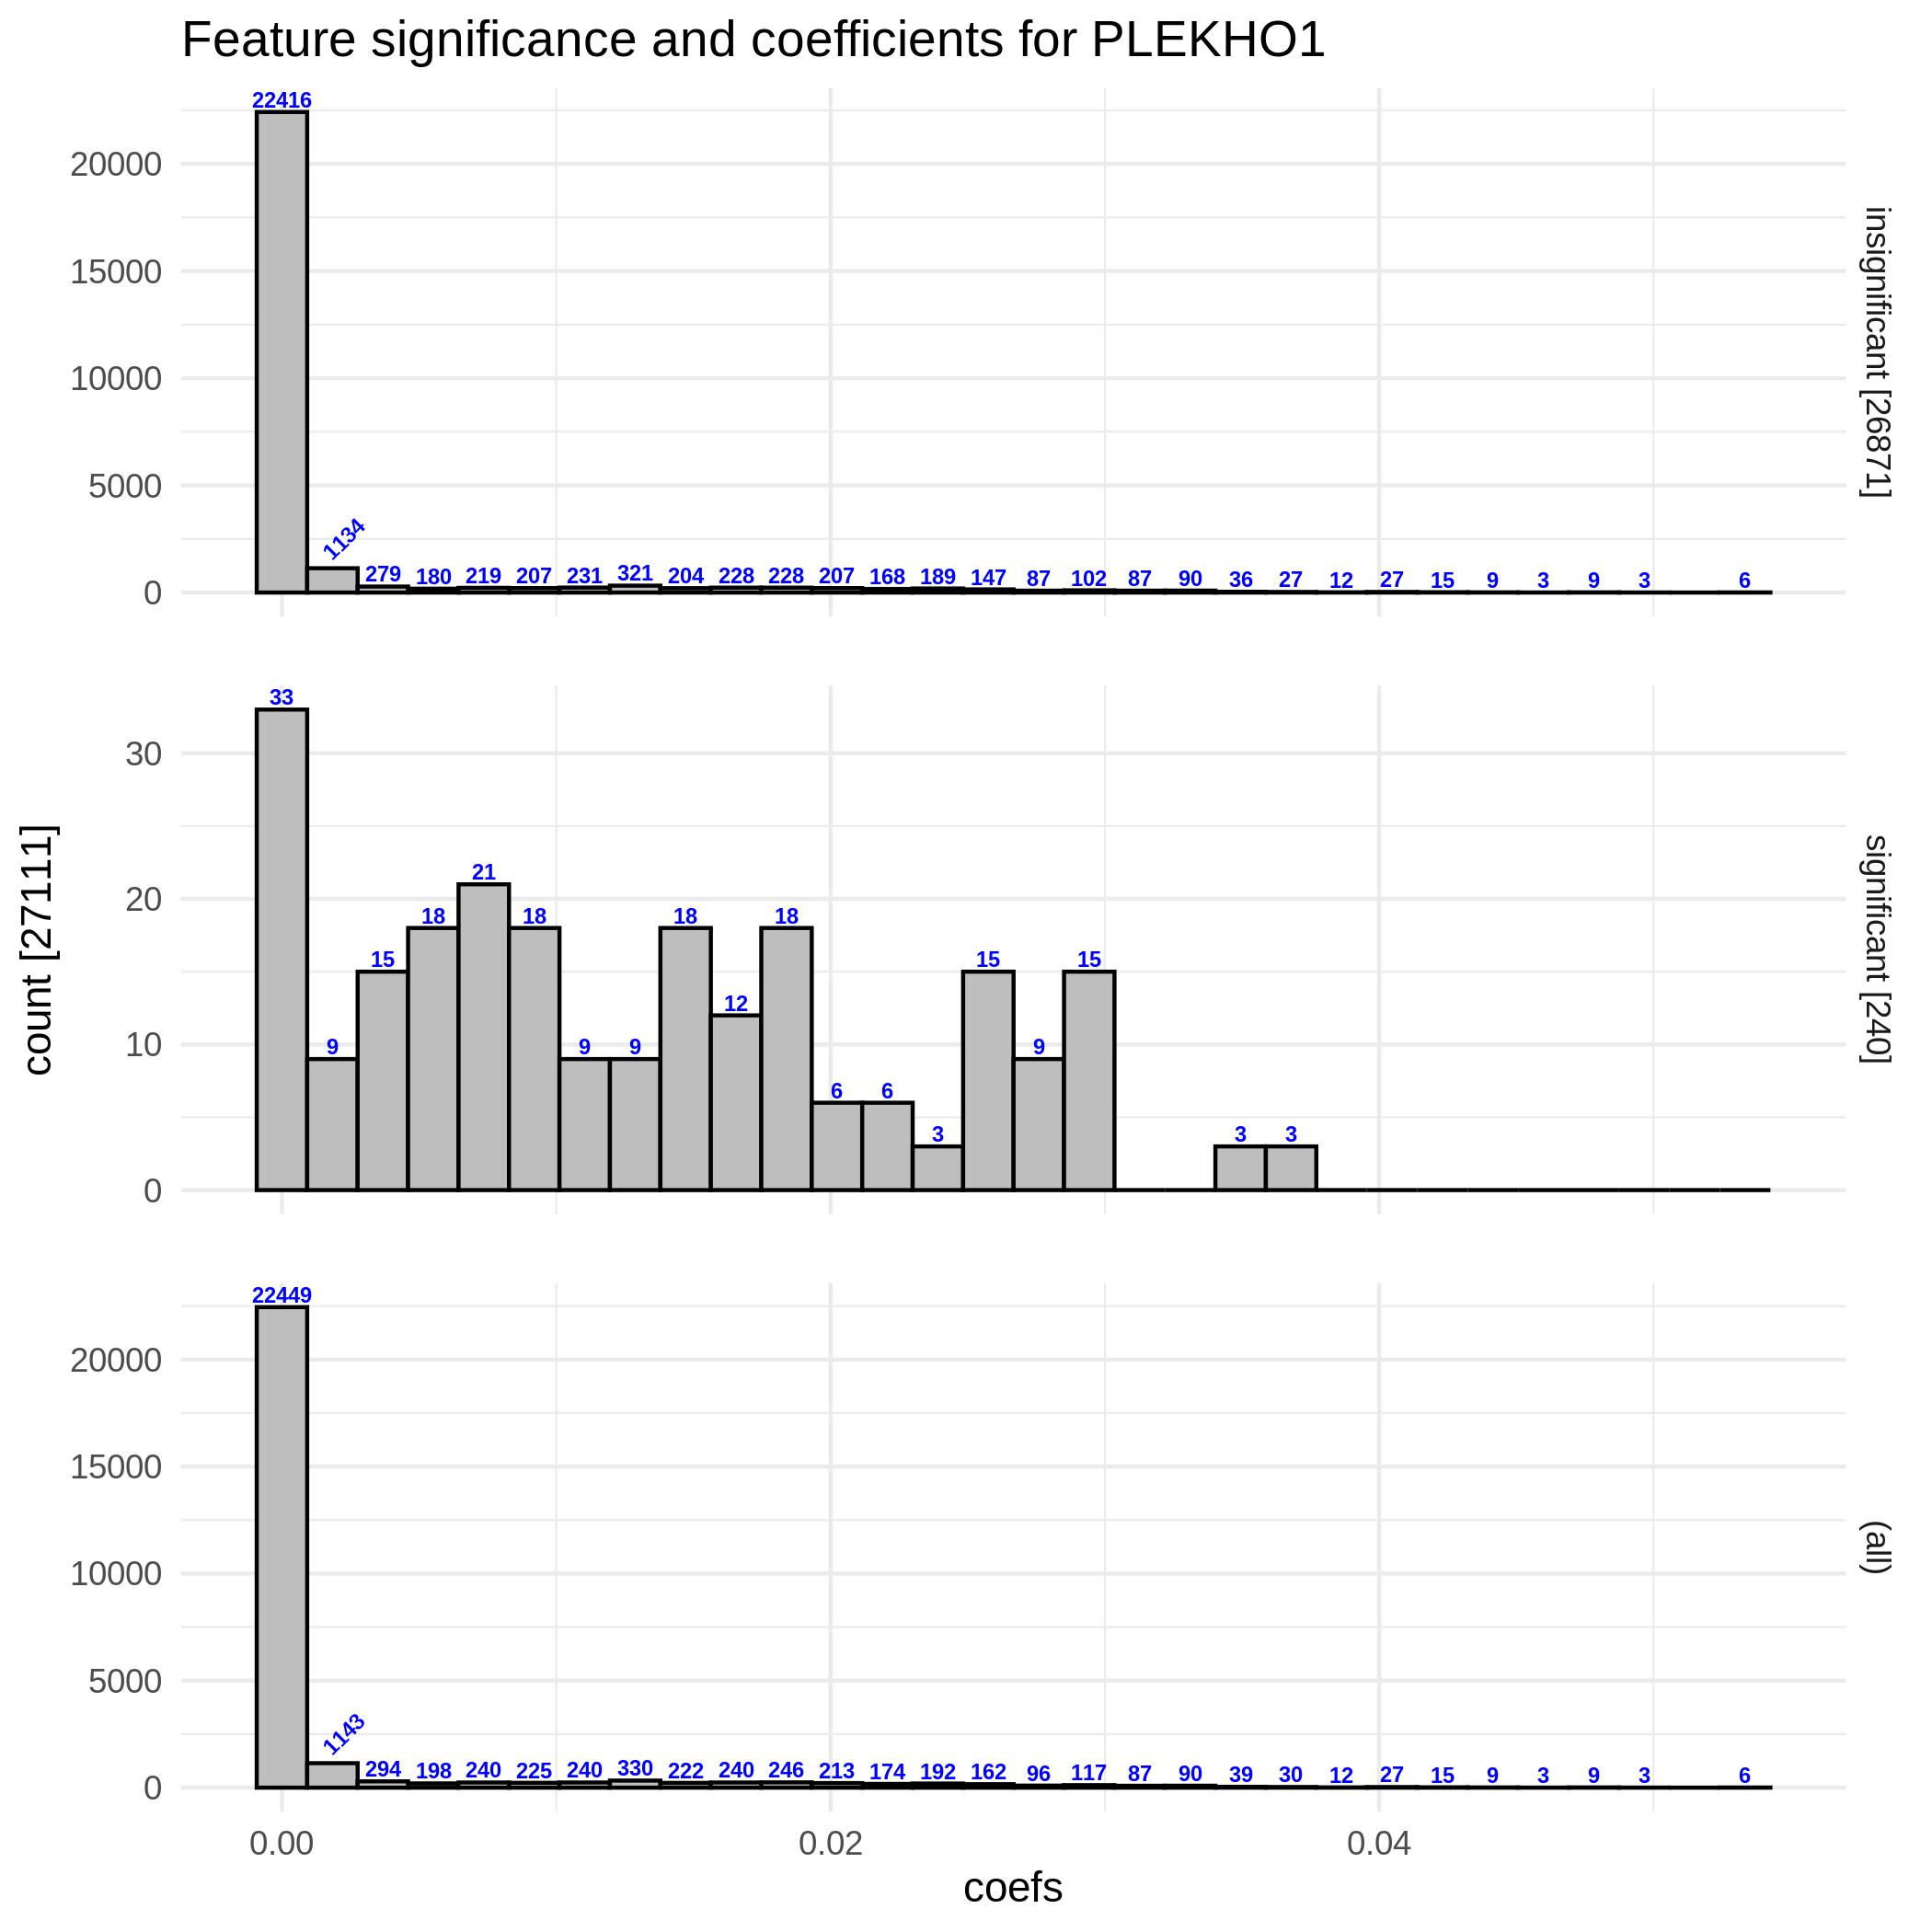 Feature significance and coefficients for PLEKHO1
22416
20000
15000
10000
5000
0
1134
279 180 219 207 231 321 204 228 228 207 168 189 147 87 102 87 90 36 27 12 27 15 9 3 9 3 6
insignificant [26871]
count [27111]
33
30
20
10
0
9 15 18 21 18 9 9 18 12 18 6 6 3 15 9 15 3 3
significant [240]
22449
20000
15000
10000
5000
0
1143
294 198 240 225 240 330 222 240 246 213 174 192 162 96 117 87 90 39 30 12 27 15 9 3 9 3 6
(all)
0.00 0.02 0.04
coefs